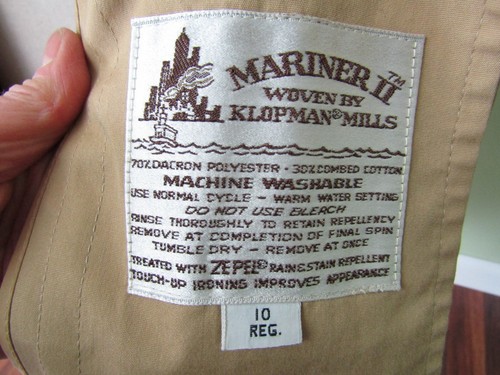 MARINER II™
WOVEN BY
KLOPMAN® MILLS
70% DACRON POLYESTER · 30% COMBED COTTON
MACHINE WASHABLE
USE NORMAL CYCLE - WARM WATER SETTING
DO NOT USE BLEACH
RINSE THOROUGHLY TO RETAIN REPELLENCY
REMOVE AT COMPLETION OF FINAL SPIN
TUMBLE DRY - REMOVE AT ONCE
TREATED WITH ZEPEL® RAIN & STAIN REPELLENT
TOUCH-UP IRONING IMPROVES APPEARANCE
10
REG.